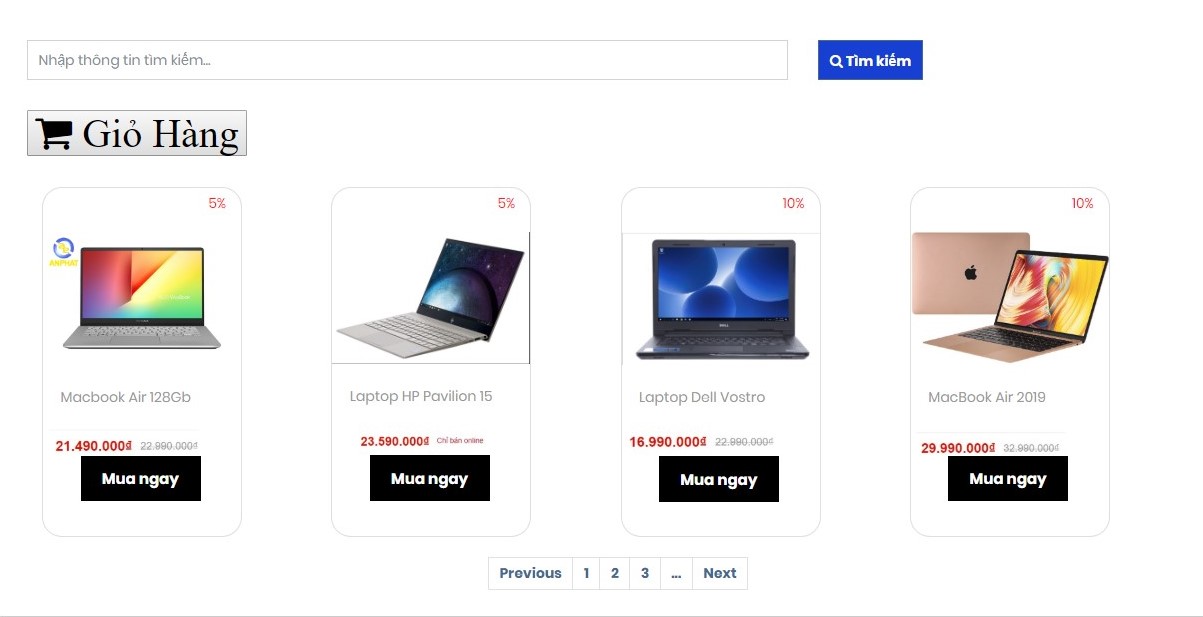 Nhập thông tin tìm kiếm...
Tìm kiếm
Giỏ Hàng
5%
5%
10%
10%
ANPHAT
DELL
Macbook Air 128Gb
Laptop HP Pavilion 15
Laptop Dell Vostro
MacBook Air 2019
21.490.000₫ 22.990.000₫
23.590.000₫ Chỉ bán online
16.990.000₫ 22.990.000₫
29.990.000₫ 32.990.000₫
Mua ngay
Mua ngay
Mua ngay
Mua ngay
Previous 1 2 3 ... Next